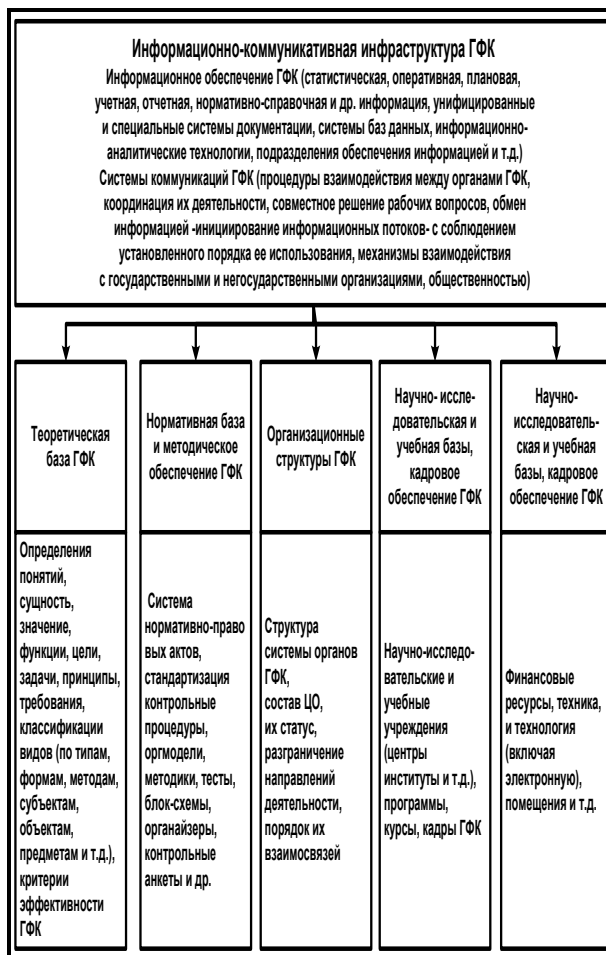 Информационно-коммуникативная инфраструктура ГФК
Информационное обеспечение ГФК (статистическая, оперативная, плановая,
учетная, отчетная, нормативно-справочная и др. информация, унифицированные
и специальные системы документации, системы баз данных, информационно-
аналитические технологии, подразделения обеспечения информацией и т.д.)
Системы коммуникаций ГФК (процедуры взаимодействия между органами ГФК,
координация их деятельности, совместное решение рабочих вопросов, обмен
информацией -инициирование информационных потоков- с соблюдением
установленного порядка ее использования, механизмы взаимодействия
с государственными и негосударственными организациями, общественностью)
Теоретическая
база ГФК
Нормативная база
и методическое
обеспечение ГФК
Организационные
структуры ГФК
Научно- иссле-
довательская и
учебная базы,
кадровое
обеспечение ГФК
Научно-
исследователь-
ская и учебная
базы, кадровое
обеспечение ГФК
Определения
понятий,
сущность,
значение,
функции, цели,
задачи, принципы,
требования,
классификации
видов (по типам,
формам, методам,
субъектам,
объектам,
предметам и т.д.),
критерии
эффективности
ГФК
Система
нормативно-право
вых актов,
стандартизация
контрольные
процедуры,
оргмодели,
методики, тесты,
блок-схемы,
органайзеры,
контрольные
анкеты и др.
Структура
системы органов
ГФК,
состав ЦО,
их статус,
разграничение
направлений
деятельности,
порядок их
взаимосвязей
Научно-исследо-
вательские и
учебные
учреждения
(центры
институты и т.д.),
программы,
курсы, кадры ГФК
Финансовые
ресурсы, техника,
и технология
(включая
электронную),
помещения и т.д.